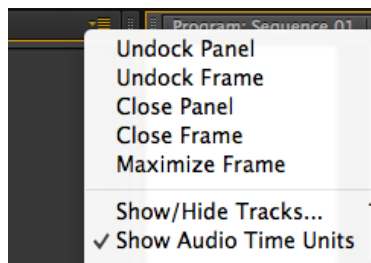 Program: Sequence 01
Undock Panel
Undock Frame
Close Panel
Close Frame
Maximize Frame
Show/Hide Tracks...
✓ Show Audio Time Units